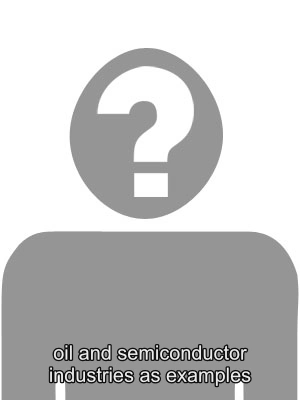 ?
oil and semiconductor
industries as examples